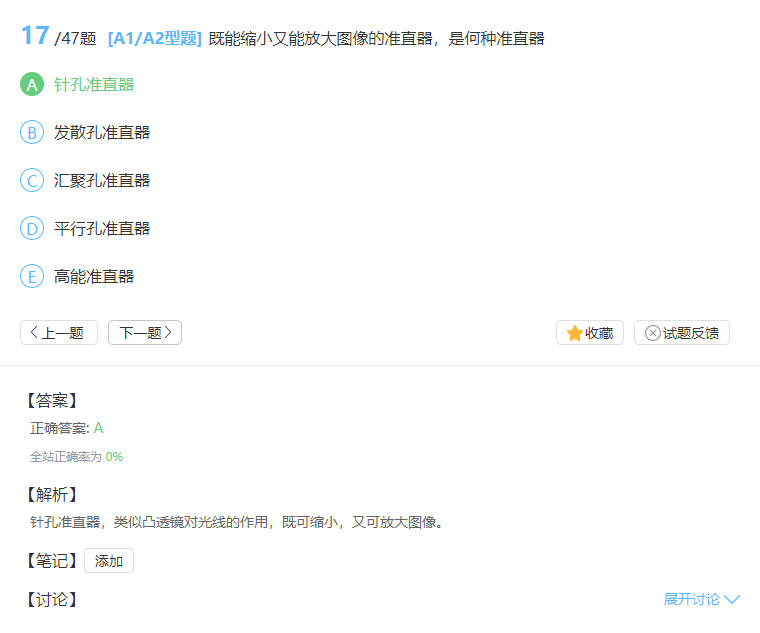 17/47题 [A1/A2型题] 既能缩小又能放大图像的准直器，是何种准直器
A 针孔准直器
B 发散孔准直器
C 汇聚孔准直器
D 平行孔准直器
E 高能准直器
上一题 下一题 收藏 试题反馈
【答案】
正确答案: A
全站正确率为 0%
【解析】
针孔准直器，类似凸透镜对光线的作用，既可缩小，又可放大图像。
【笔记】 添加
【讨论】 展开讨论